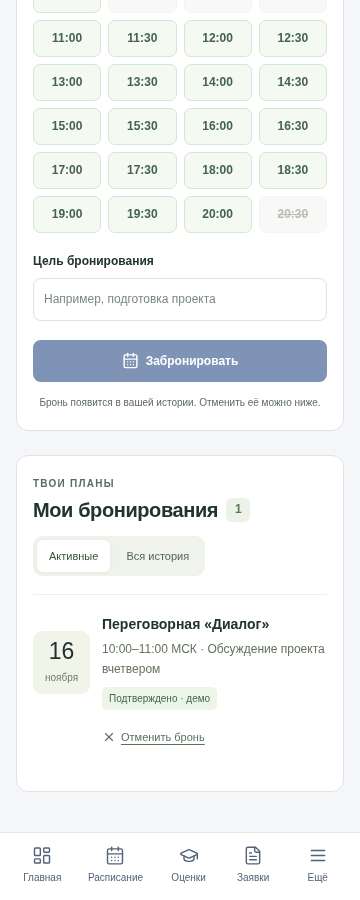 11:00 11:30 12:00 12:30
13:00 13:30 14:00 14:30
15:00 15:30 16:00 16:30
17:00 17:30 18:00 18:30
19:00 19:30 20:00 20:30
Цель бронирования
Например, подготовка проекта
Забронировать
Бронь появится в вашей истории. Отменить её можно ниже.
ТВОИ ПЛАНЫ
Мои бронирования 1
Активные Вся история
16
ноября
Переговорная «Диалог»
10:00–11:00 МСК · Обсуждение проекта
вчетвером
Подтверждено · демо
Отменить бронь
Главная Расписание Оценки Заявки Ещё